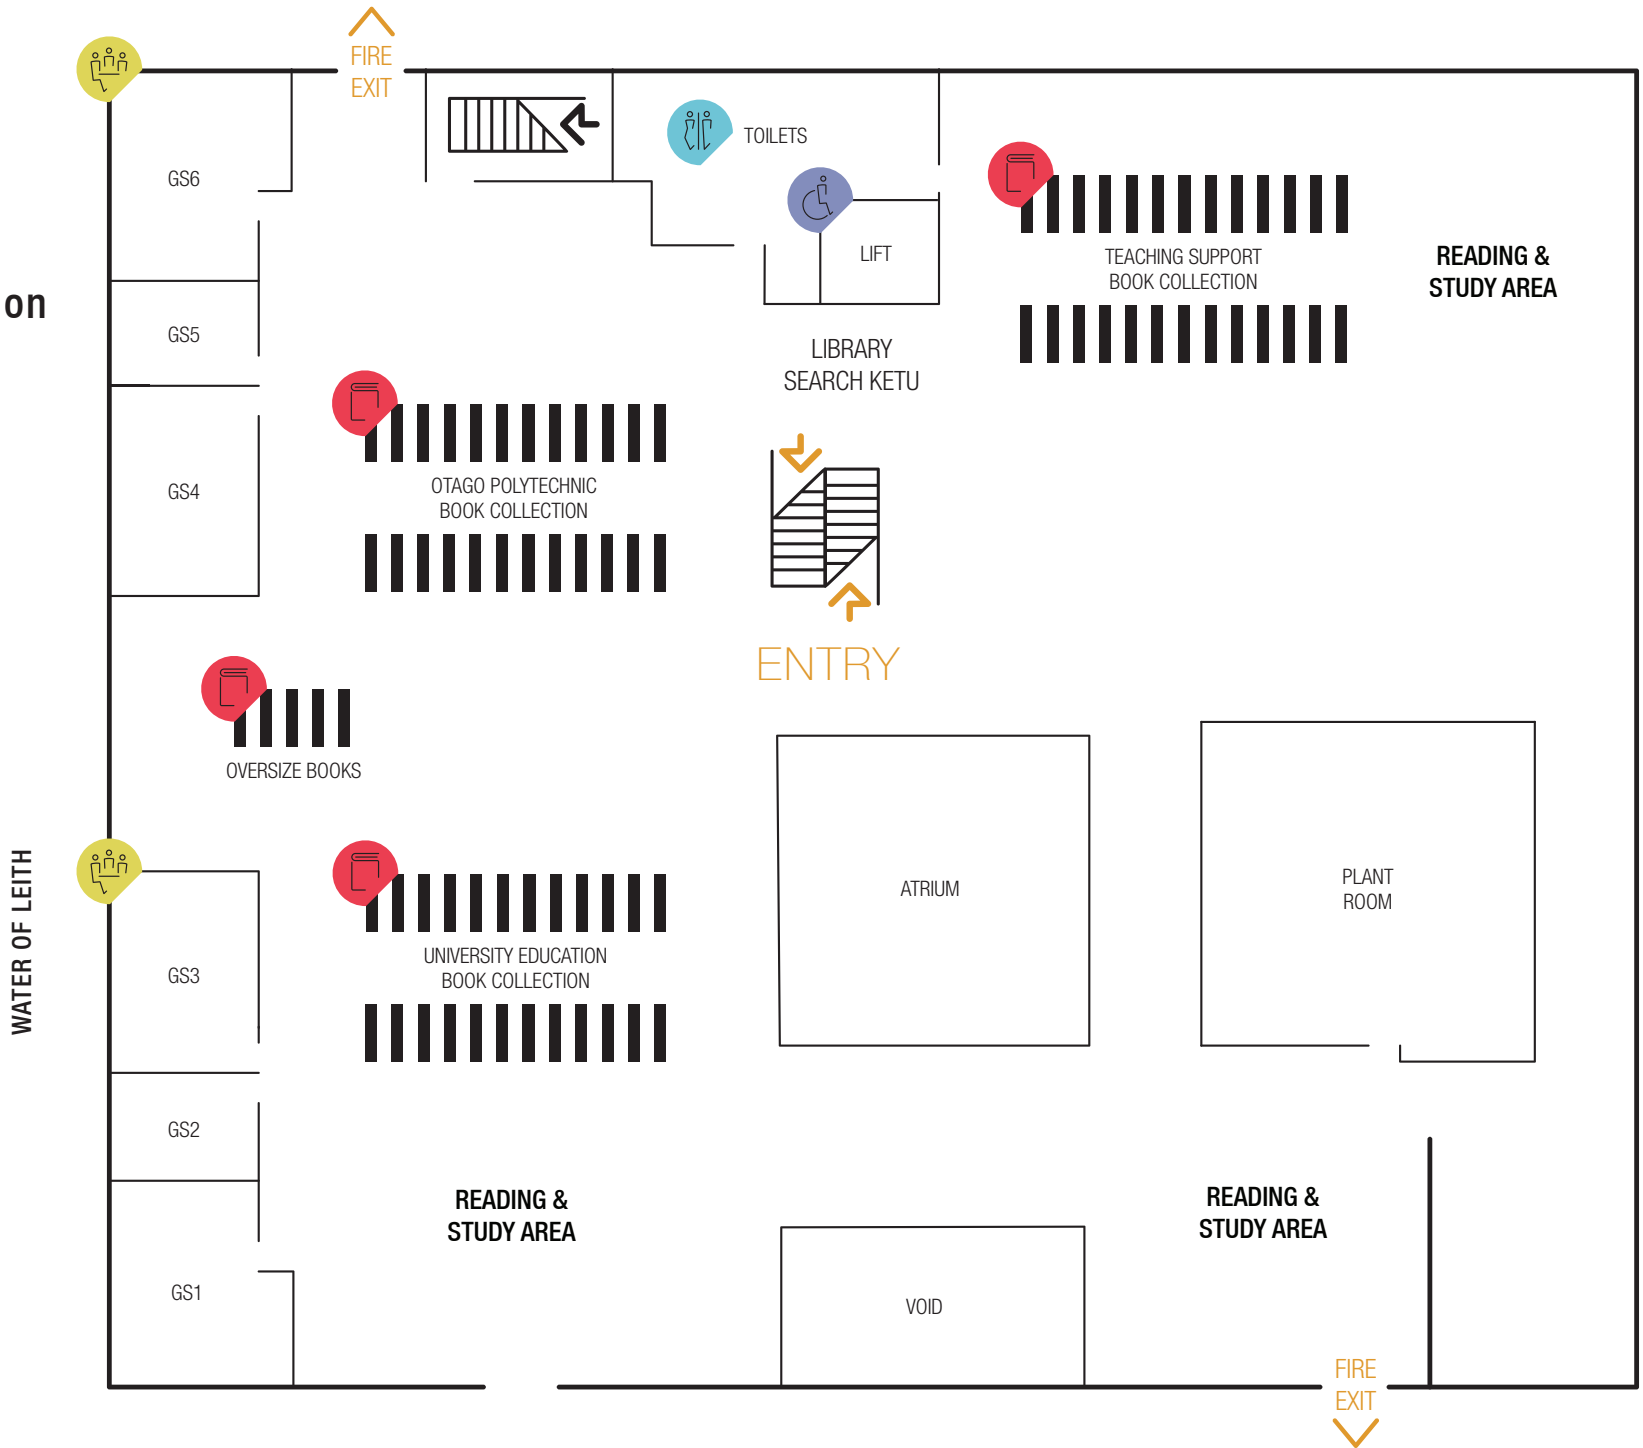 FIRE
EXIT
TOILETS
GS6
LIFT
TEACHING SUPPORT
BOOK COLLECTION
READING &
STUDY AREA
on
GS5
LIBRARY
SEARCH KETU
GS4
OTAGO POLYTECHNIC
BOOK COLLECTION
ENTRY
OVERSIZE BOOKS
WATER OF LEITH
ATRIUM
PLANT
ROOM
UNIVERSITY EDUCATION
BOOK COLLECTION
GS3
GS2
READING &
STUDY AREA
READING &
STUDY AREA
GS1
VOID
FIRE
EXIT